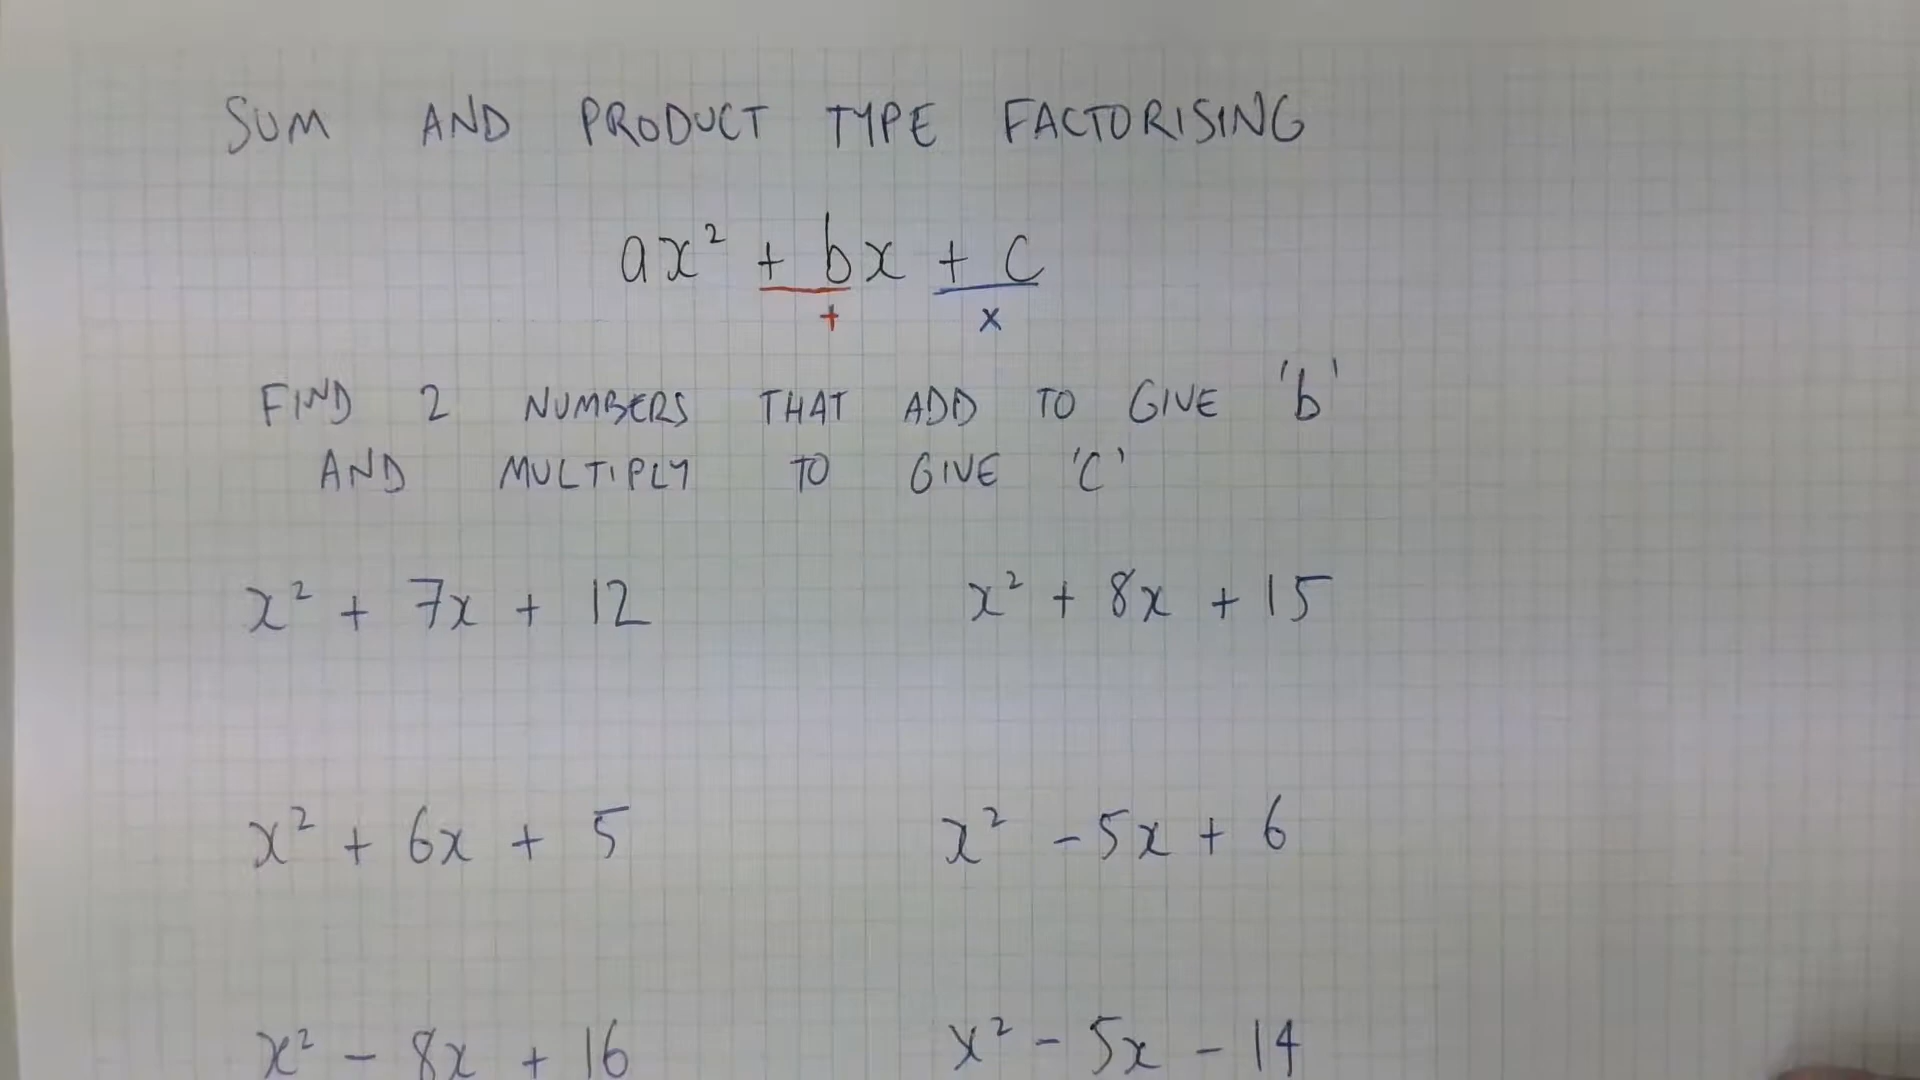 SUM AND PRODUCT TYPE FACTORISING
ax² + bx + c
+ x
FIND 2 NUMBERS THAT ADD TO GIVE 'b'
AND MULTIPLY TO GIVE 'C'
x² + 7x + 12
x² + 8x + 15
x² + 6x + 5
x² - 5x + 6
x² - 8x + 16
x² - 5x - 14